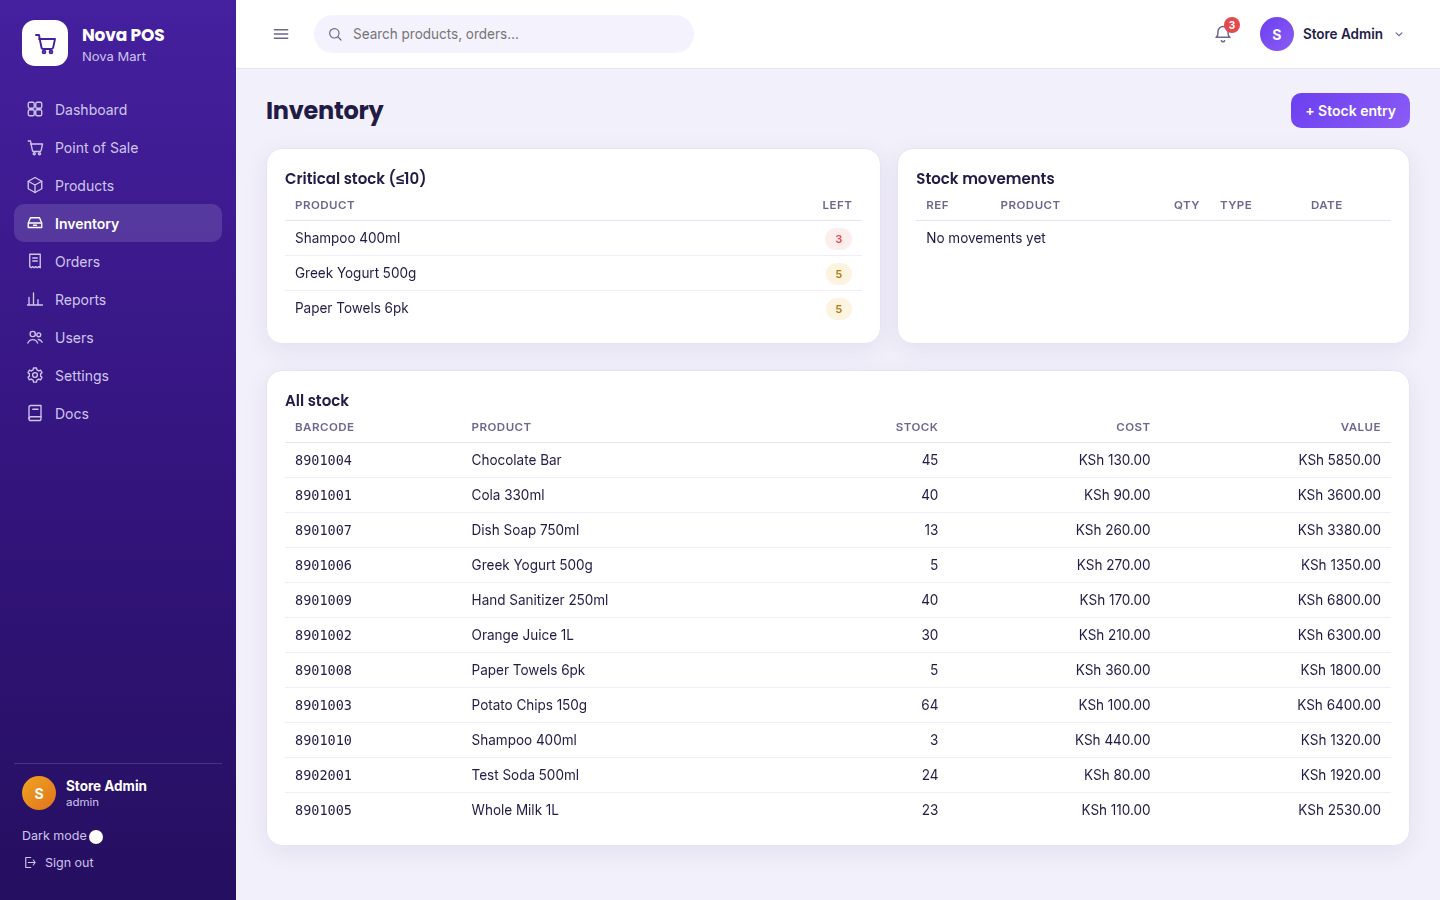 Nova POS
Nova Mart
Dashboard
Point of Sale
Products
Inventory
Orders
Reports
Users
Settings
Docs
S
Store Admin
admin
Dark mode
Sign out
Search products, orders...
3
S
Store Admin
Inventory
+ Stock entry
Critical stock (≤10)
PRODUCT LEFT
Shampoo 400ml 3
Greek Yogurt 500g 5
Paper Towels 6pk 5
Stock movements
REF PRODUCT QTY TYPE DATE
No movements yet
All stock
BARCODE PRODUCT STOCK COST VALUE
8901004 Chocolate Bar 45 KSh 130.00 KSh 5850.00
8901001 Cola 330ml 40 KSh 90.00 KSh 3600.00
8901007 Dish Soap 750ml 13 KSh 260.00 KSh 3380.00
8901006 Greek Yogurt 500g 5 KSh 270.00 KSh 1350.00
8901009 Hand Sanitizer 250ml 40 KSh 170.00 KSh 6800.00
8901002 Orange Juice 1L 30 KSh 210.00 KSh 6300.00
8901008 Paper Towels 6pk 5 KSh 360.00 KSh 1800.00
8901003 Potato Chips 150g 64 KSh 100.00 KSh 6400.00
8901010 Shampoo 400ml 3 KSh 440.00 KSh 1320.00
8902001 Test Soda 500ml 24 KSh 80.00 KSh 1920.00
8901005 Whole Milk 1L 23 KSh 110.00 KSh 2530.00